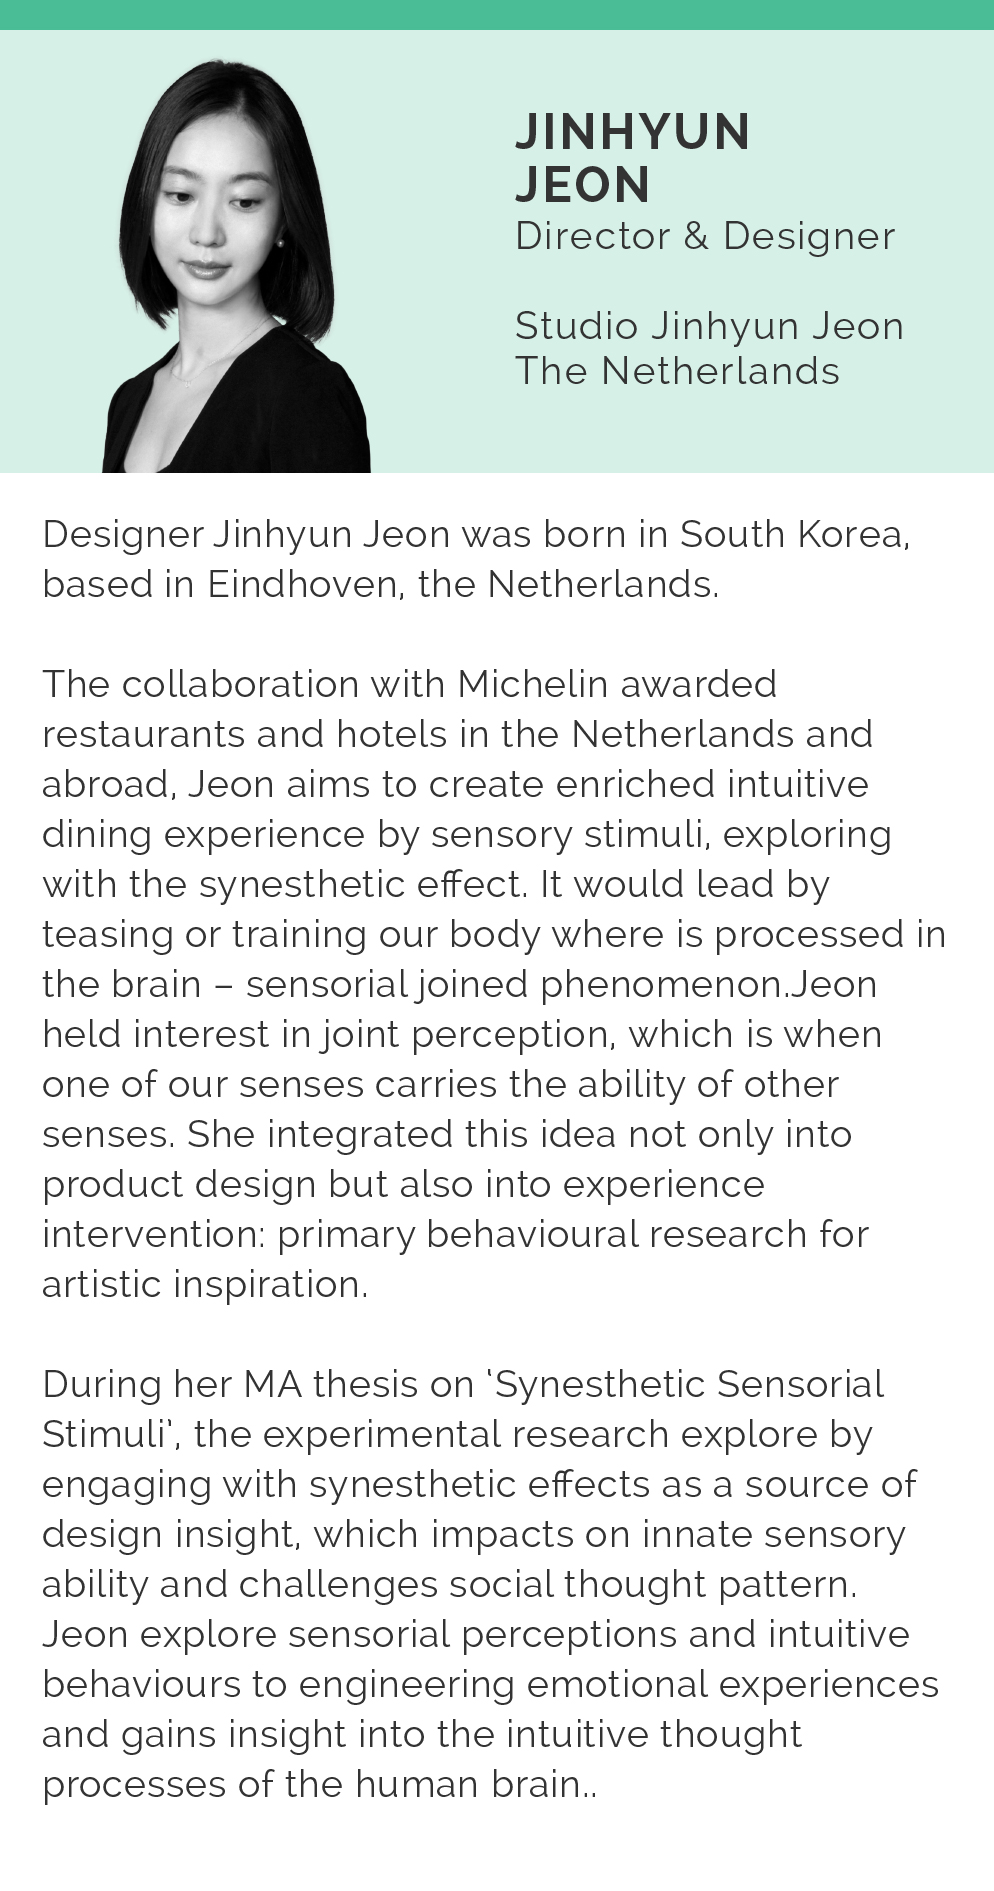 JINHYUN
JEON
Director & Designer
Studio Jinhyun Jeon
The Netherlands
Designer Jinhyun Jeon was born in South Korea,
based in Eindhoven, the Netherlands.
The collaboration with Michelin awarded
restaurants and hotels in the Netherlands and
abroad, Jeon aims to create enriched intuitive
dining experience by sensory stimuli, exploring
with the synesthetic effect. It would lead by
teasing or training our body where is processed in
the brain – sensorial joined phenomenon.Jeon
held interest in joint perception, which is when
one of our senses carries the ability of other
senses. She integrated this idea not only into
product design but also into experience
intervention: primary behavioural research for
artistic inspiration.
During her MA thesis on ‘Synesthetic Sensorial
Stimuli’, the experimental research explore by
engaging with synesthetic effects as a source of
design insight, which impacts on innate sensory
ability and challenges social thought pattern.
Jeon explore sensorial perceptions and intuitive
behaviours to engineering emotional experiences
and gains insight into the intuitive thought
processes of the human brain..